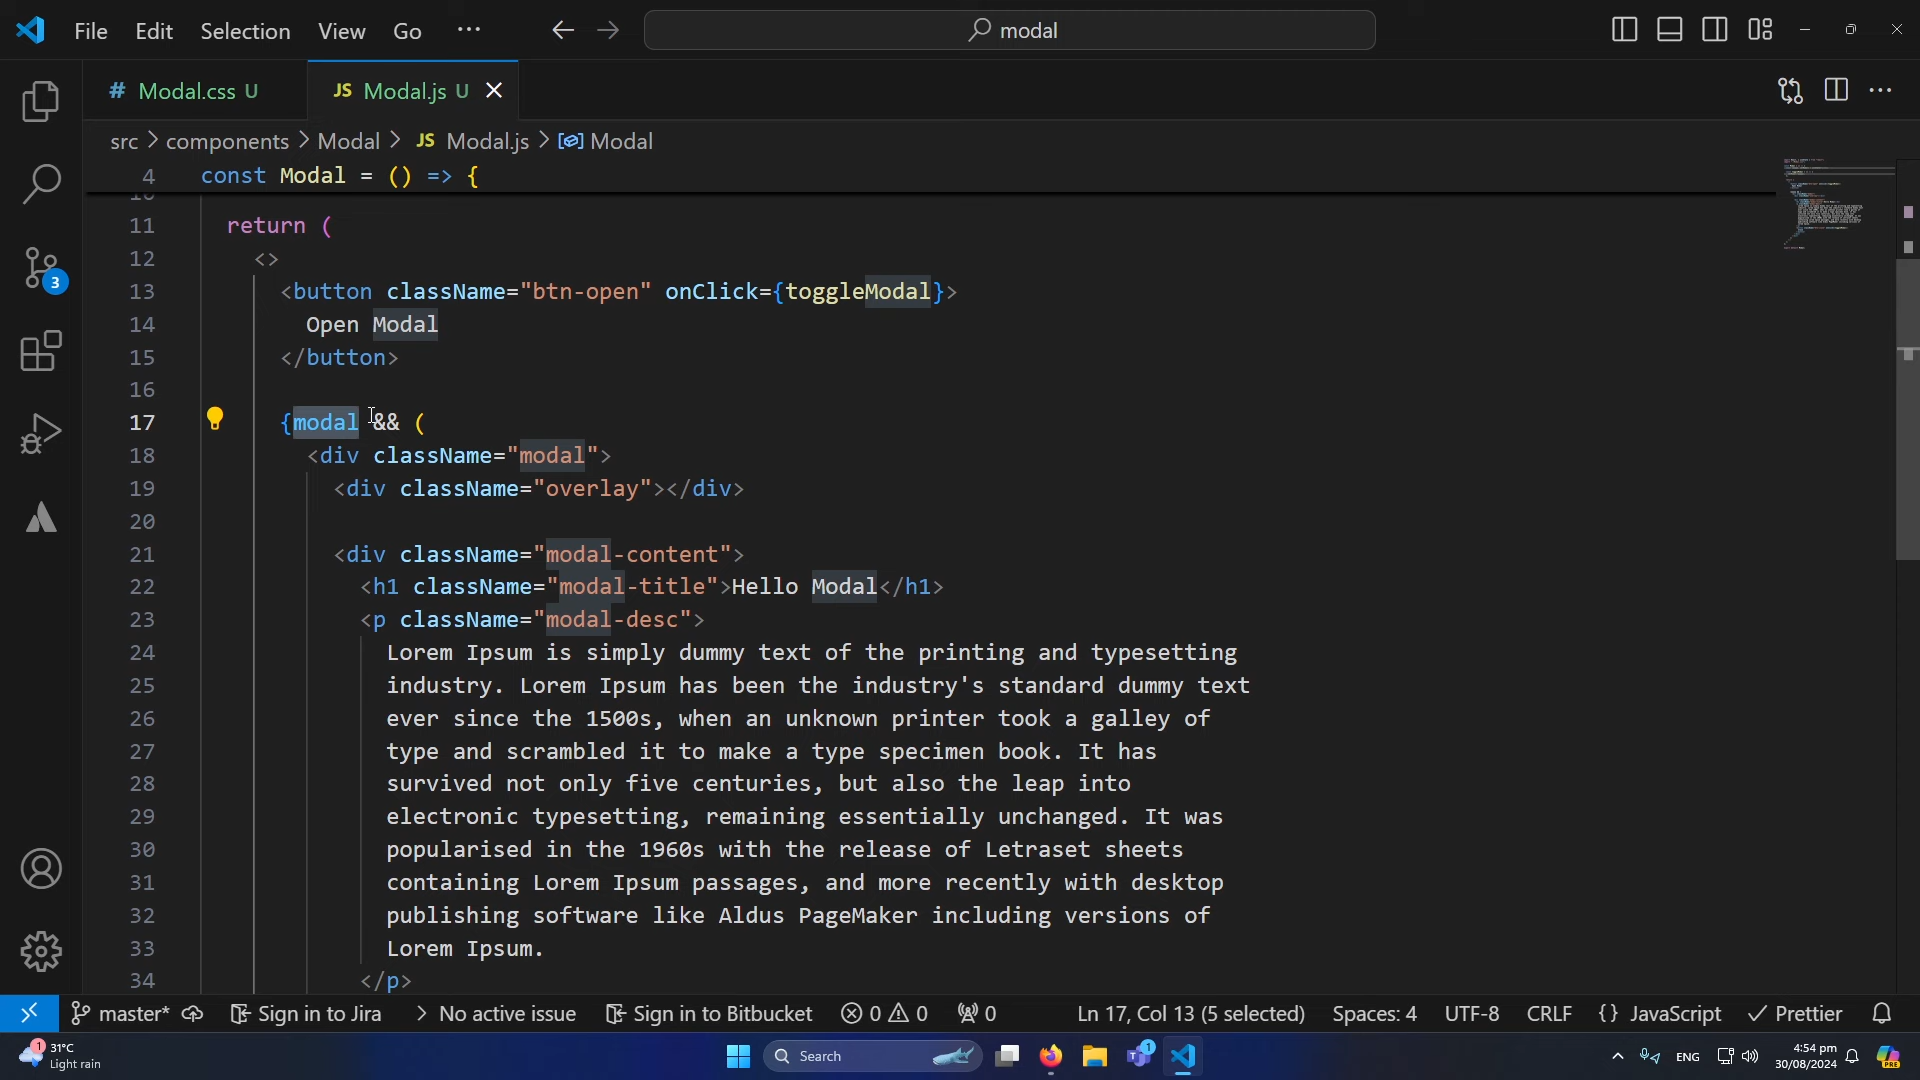 File Edit Selection View Go ··· modal
# Modal.css U JS Modal.js U
src > components > Modal > JS Modal.js > Modal
4 const Modal = () => {
11 return (
12 <>
13 <button className="btn-open" onClick={toggleModal}>
14 Open Modal
15 </button>
16
17 {modal && (
18 <div className="modal">
19 <div className="overlay"></div>
20
21 <div className="modal-content">
22 <h1 className="modal-title">Hello Modal</h1>
23 <p className="modal-desc">
24 Lorem Ipsum is simply dummy text of the printing and typesetting
25 industry. Lorem Ipsum has been the industry's standard dummy text
26 ever since the 1500s, when an unknown printer took a galley of
27 type and scrambled it to make a type specimen book. It has
28 survived not only five centuries, but also the leap into
29 electronic typesetting, remaining essentially unchanged. It was
30 popularised in the 1960s with the release of Letraset sheets
31 containing Lorem Ipsum passages, and more recently with desktop
32 publishing software like Aldus PageMaker including versions of
33 Lorem Ipsum.
34 </p>
3
master* Sign in to Jira > No active issue Sign in to Bitbucket 0 0 0 Ln 17, Col 13 (5 selected) Spaces: 4 UTF-8 CRLF {} JavaScript Prettier
1 31°C Search 1 ENG 4:54 pm PRE
Light rain 30/08/2024